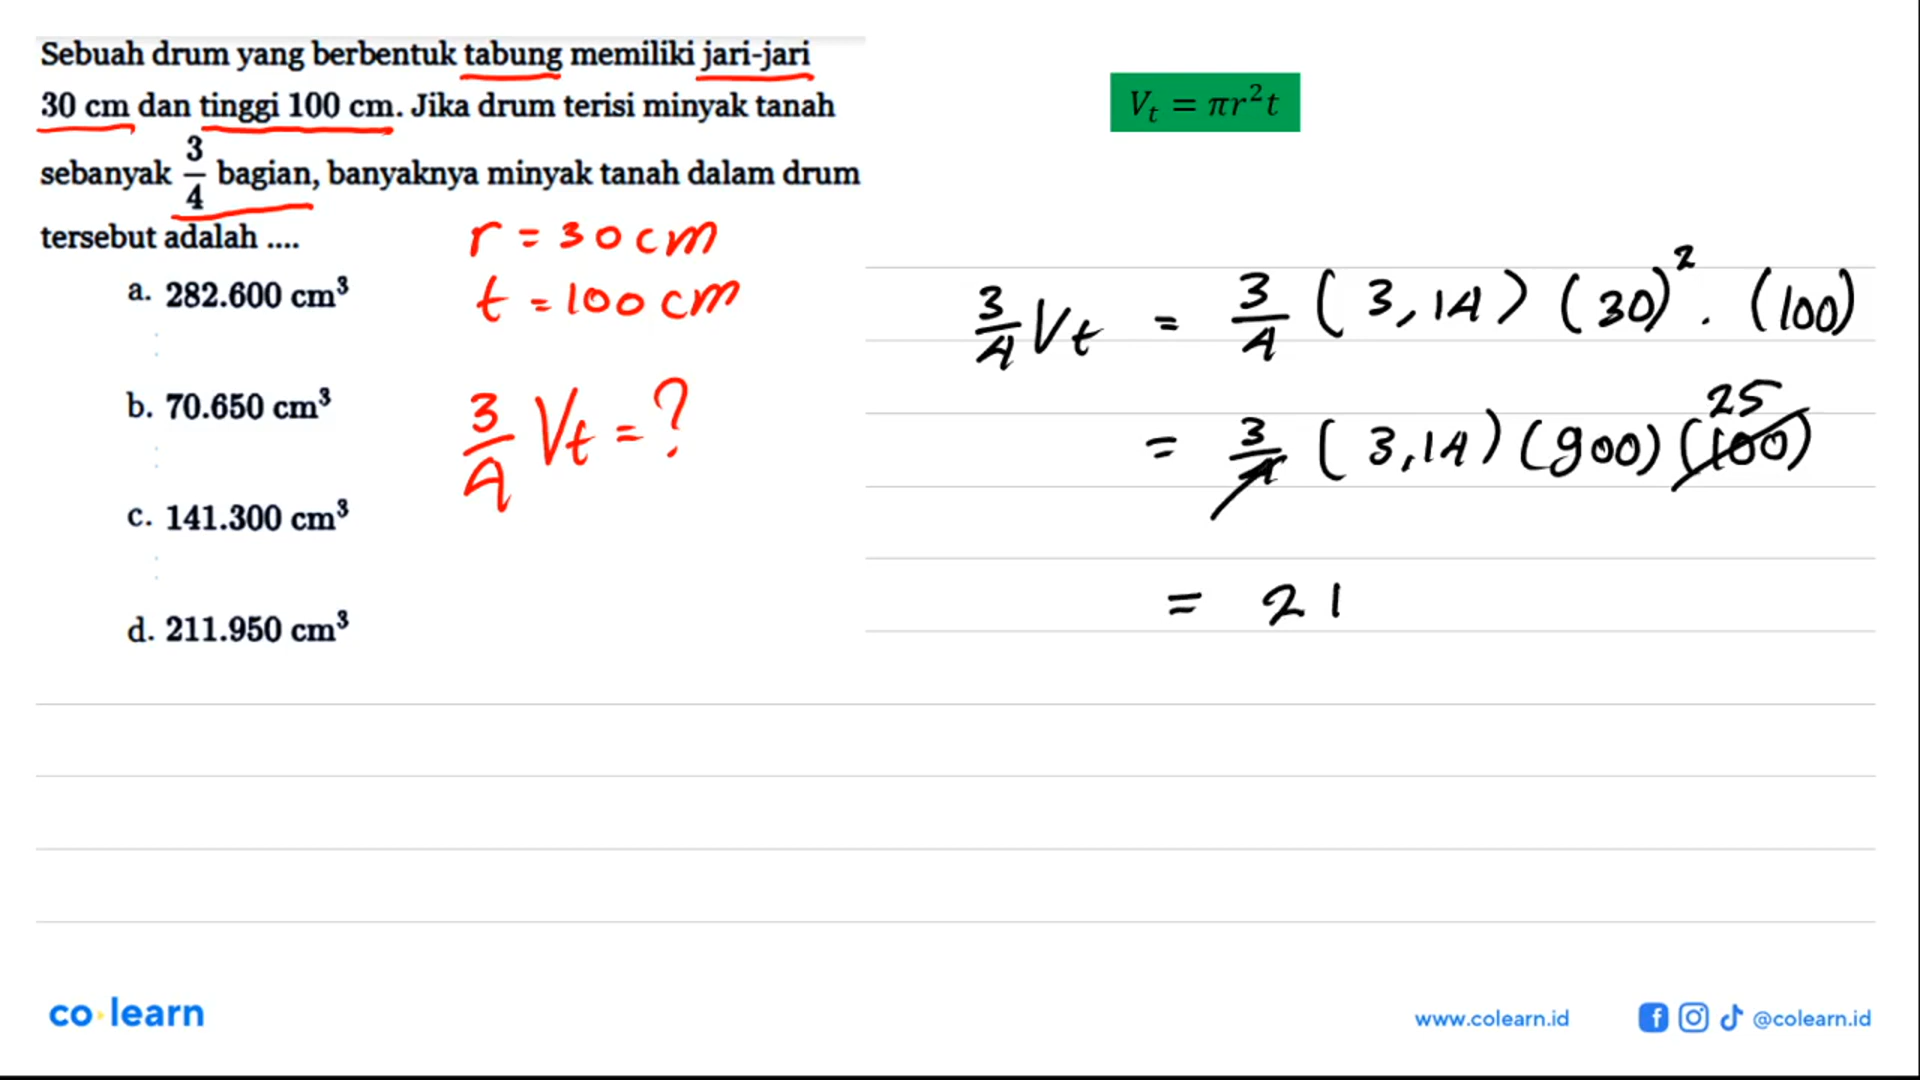 Sebuah drum yang berbentuk tabung memiliki jari-jari
30 cm dan tinggi 100 cm. Jika drum terisi minyak tanah
sebanyak 3/4 bagian, banyaknya minyak tanah dalam drum
tersebut adalah ....
a. 282.600 cm³
b. 70.650 cm³
c. 141.300 cm³
d. 211.950 cm³
r = 30 cm
t = 100 cm
3/4 Vt = ?
Vₜ = πr²t
3/4 Vt = 3/4 (3,14) (30)² . (100)
= 3/4 (3,14) (900) (100) 25
= 21
co learn
www.colearn.id
@colearn.id